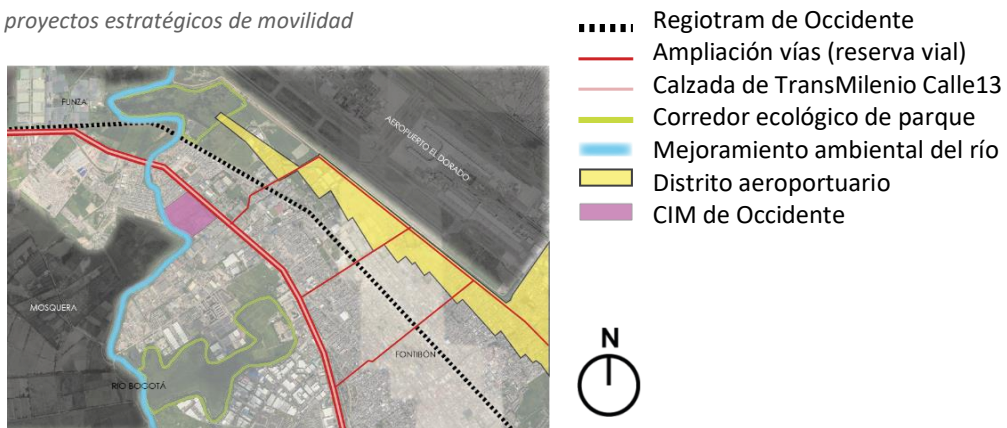 proyectos estratégicos de movilidad
Regiotram de Occidente
Ampliación vías (reserva vial)
Calzada de TransMilenio Calle13
Corredor ecológico de parque
Mejoramiento ambiental del río
Distrito aeroportuario
CIM de Occidente
FUNZA
AEROPUERTO EL DORADO
MOSQUERA
FONTIBÓN
RÍO BOGOTÁ
N